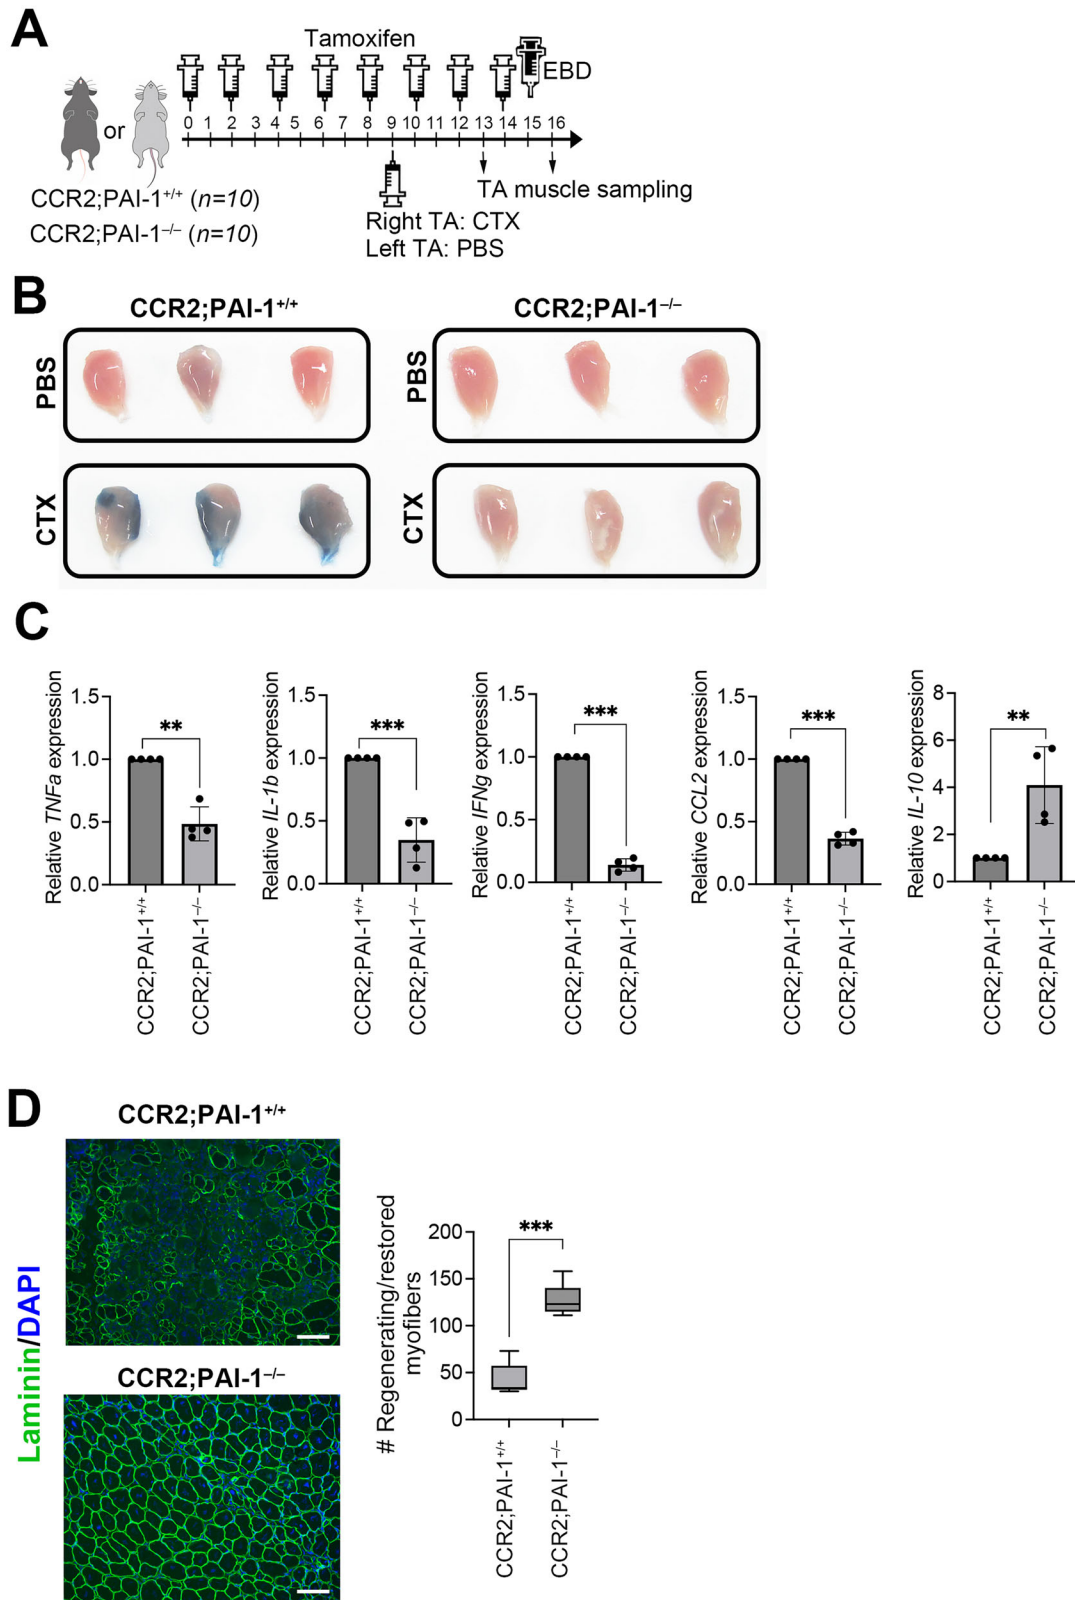 A
Tamoxifen
EBD
or
0 1 2 3 4 5 6 7 8 9 10 11 12 13 14 15 16
CCR2;PAI-1+/+ (n=10)
CCR2;PAI-1–/– (n=10)
TA muscle sampling
Right TA: CTX
Left TA: PBS
B
CCR2;PAI-1+/+
CCR2;PAI-1–/–
PBS
PBS
CTX
CTX
C
Relative TNFa expression
1.5
1.0
0.5
0.0
**
CCR2;PAI-1+/+
CCR2;PAI-1–/–
Relative IL-1b expression
1.5
1.0
0.5
0.0
***
CCR2;PAI-1+/+
CCR2;PAI-1–/–
Relative IFNg expression
1.5
1.0
0.5
0.0
***
CCR2;PAI-1+/+
CCR2;PAI-1–/–
Relative CCL2 expression
1.5
1.0
0.5
0.0
***
CCR2;PAI-1+/+
CCR2;PAI-1–/–
Relative IL-10 expression
8
6
4
2
0
**
CCR2;PAI-1+/+
CCR2;PAI-1–/–
D
CCR2;PAI-1+/+
CCR2;PAI-1–/–
Laminin/DAPI
# Regenerating/restored
myofibers
200
150
100
50
0
***
CCR2;PAI-1+/+
CCR2;PAI-1–/–